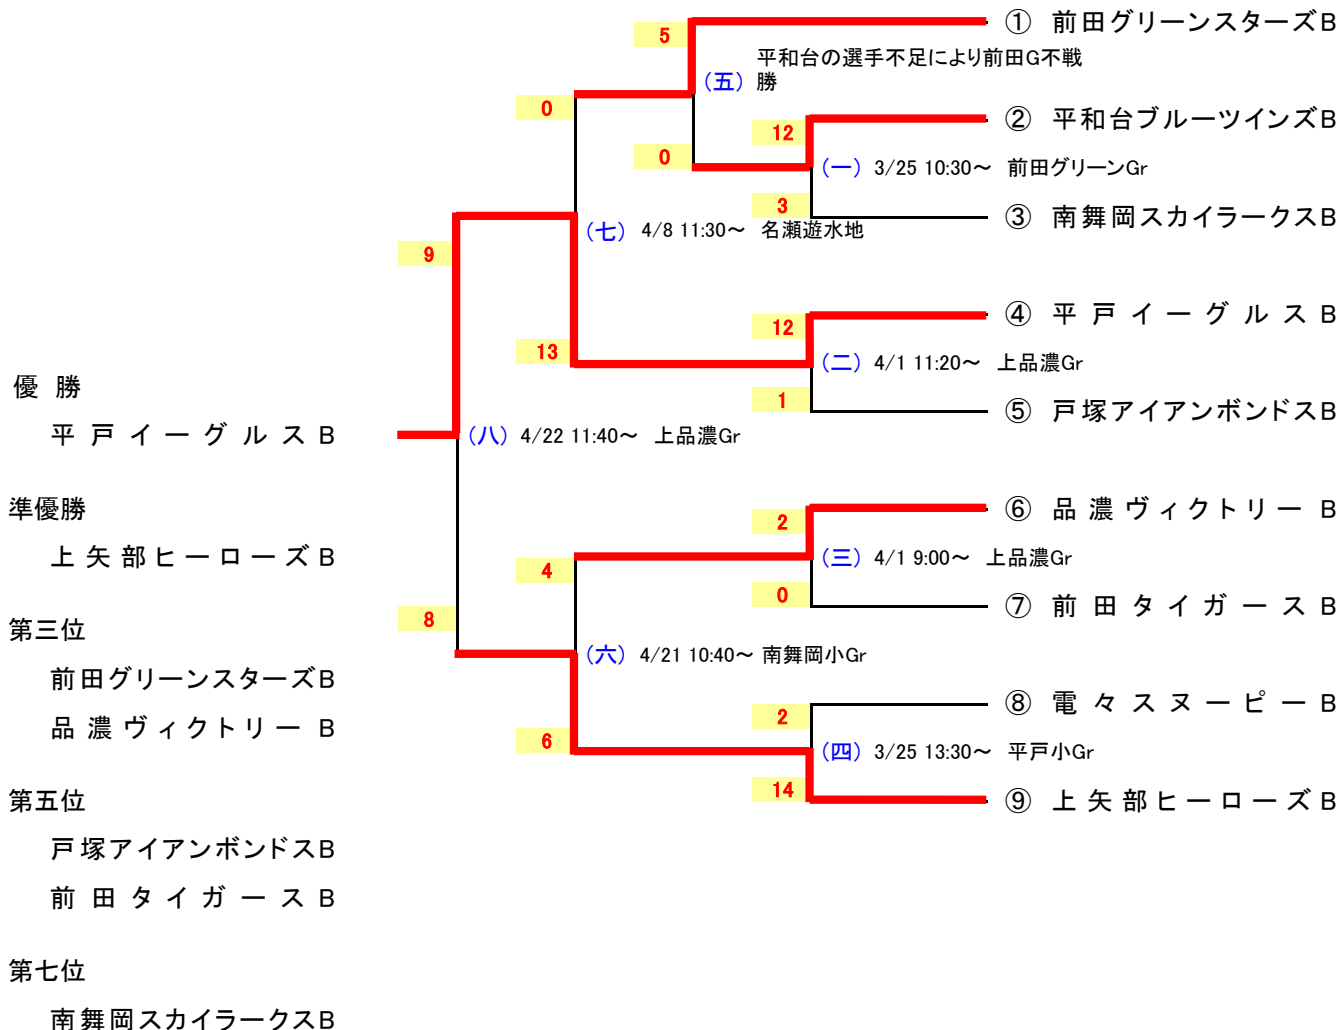 5
① 前田グリーンスターズB
平和台の選手不足により前田G不戦
(五) 勝
0
12
② 平和台ブルーツインズB
0
(一) 3/25 10:30～ 前田グリーンGr
3
③ 南舞岡スカイラークスB
(七) 4/8 11:30～ 名瀬遊水地
9
12
④ 平戸イーグルスB
13
(二) 4/1 11:20～ 上品濃Gr
1
⑤ 戸塚アイアンボンドスB
優 勝
平戸イーグルスB
(八) 4/22 11:40～ 上品濃Gr
準優勝
上矢部ヒーローズB
2
⑥ 品濃ヴィクトリー B
4
(三) 4/1 9:00～ 上品濃Gr
0
⑦ 前田タイガースB
8
第三位
前田グリーンスターズB
品濃ヴィクトリー B
(六) 4/21 10:40～ 南舞岡小Gr
2
⑧ 電々スヌーピーB
6
(四) 3/25 13:30～ 平戸小Gr
14
⑨ 上矢部ヒーローズB
第五位
戸塚アイアンボンドスB
前田タイガースB
第七位
南舞岡スカイラークスB